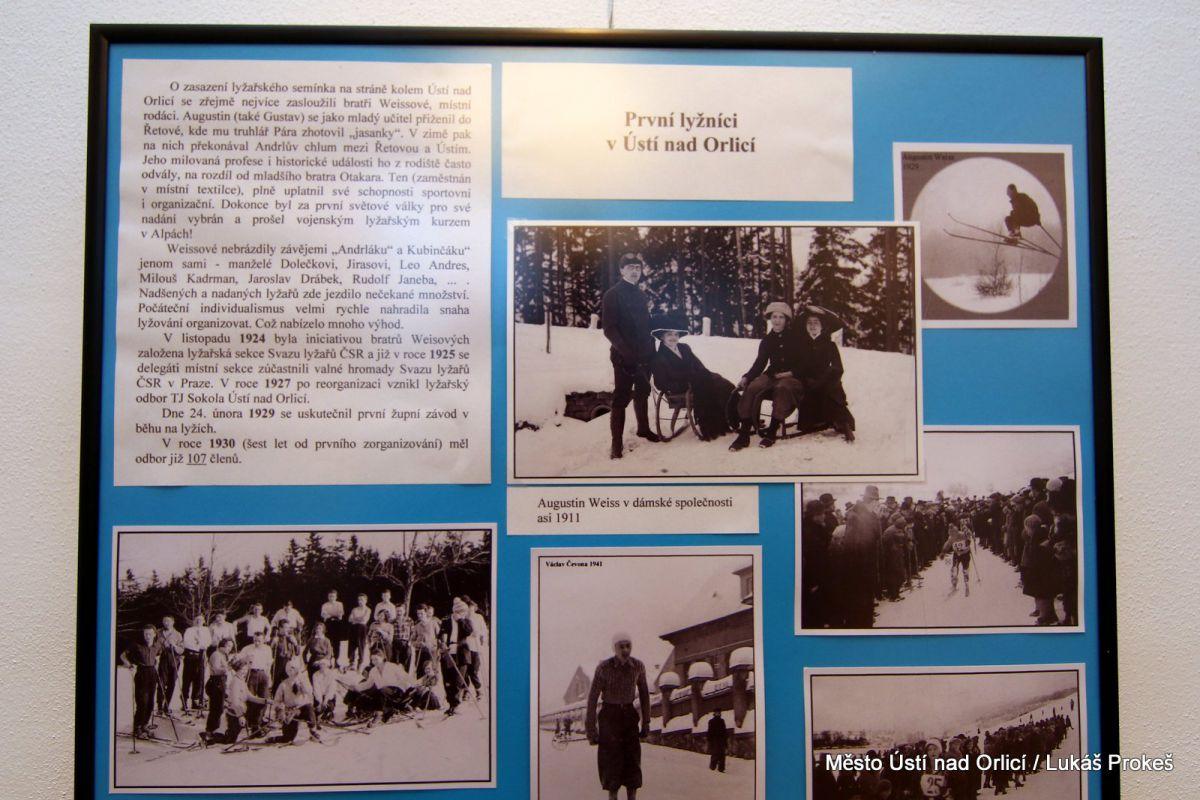 O zasazení lyžařského semínka na stráně kolem Ústí nad
Orlicí se zřejmě nejvíce zasloužili bratři Weissové, místní
rodáci. Augustin (také Gustav) se jako mladý učitel přiženil do
Řetové, kde mu truhlář Pára zhotovil „jasanky“. V zimě pak
na nich překonával Andrlův chlum mezi Řetovou a Ústím.
Jeho milovaná profese i historické události ho z rodiště často
odvály, na rozdíl od mladšího bratra Otakara. Ten (zaměstnán
v místní textilce), plně uplatnil své schopnosti sportovní
i organizační. Dokonce byl za první světové války pro své
nadání vybrán a prošel vojenským lyžařským kurzem
v Alpách!
Weissové nebrázdily závějemi „Andrláku“ a Kubinčáku“
jenom sami - manželé Dolečkovi, Jirasovi, Leo Andres,
Milouš Kadrman, Jaroslav Drábek, Rudolf Janeba, ... .
Nadšených a nadaných lyžařů zde jezdilo nečekané množství.
Počáteční individualismus velmi rychle nahradila snaha
lyžování organizovat. Což nabízelo mnoho výhod.
V listopadu 1924 byla iniciativou bratrů Weisových
založena lyžařská sekce Svazu lyžařů ČSR a již v roce 1925 se
delegáti místní sekce zúčastnili valné hromady Svazu lyžařů
ČSR v Praze. V roce 1927 po reorganizaci vznikl lyžařský
odbor TJ Sokola Ústí nad Orlicí.
Dne 24. února 1929 se uskutečnil první župní závod v
běhu na lyžích.
V roce 1930 (šest let od prvního zorganizování) měl
odbor již 107 členů.
První lyžníci
v Ústí nad Orlicí
Augustin Weiss
1929
Augustin Weiss v dámské společnosti
asi 1911
Václav Čevona 1941
25
Město Ústí nad Orlicí / Lukáš Prokeš